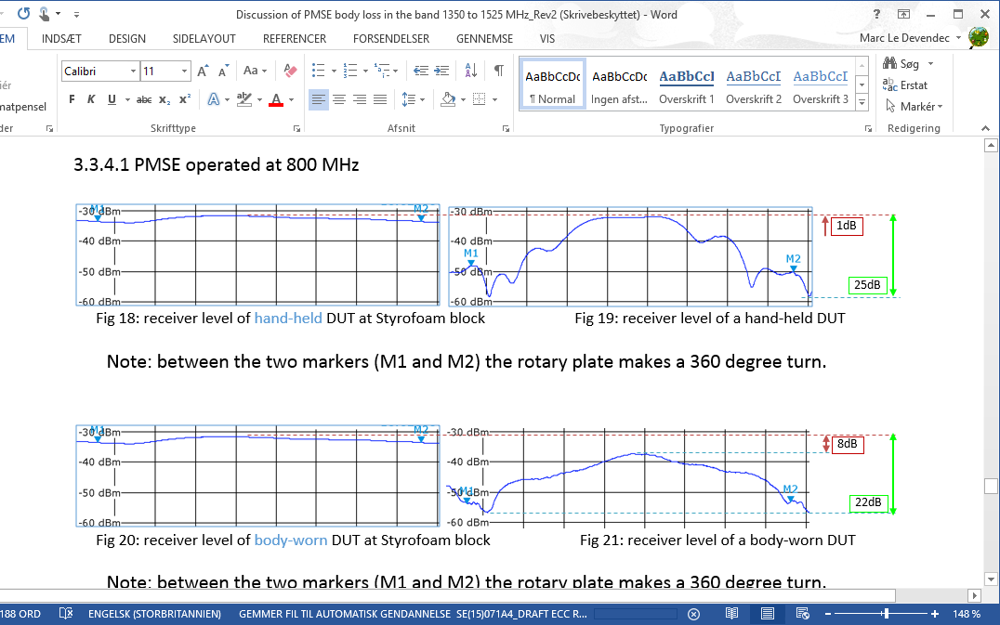 Discussion of PMSE body loss in the band 1350 to 1525 MHz_Rev2 (Skrivebeskyttet) - Word
EM INDSÆT DESIGN SIDELAYOUT REFERENCER FORSENDELSER GENNEMSE VIS Marc Le Devendec
Calibri 11 Aa AaBbCcDc AaBbCcDc AaBbCcI AaBbCcI AaBbCcI Søg
iér Erstat
matpensel F K U abc x₂ x² A ab A ¶ Normal Ingen afst... Overskrift 1 Overskrift 2 Overskrift 3 Markér
der Skrifttype Afsnit Typografier Redigering
3.3.4.1 PMSE operated at 800 MHz
M1 M2
-30 dBm -30 dBm
1dB
-40 dBm -40 dBm
M1 M2
-50 dBm -50 dBm
25dB
-60 dBm -60 dBm
Fig 18: receiver level of hand-held DUT at Styrofoam block Fig 19: receiver level of a hand-held DUT
Note: between the two markers (M1 and M2) the rotary plate makes a 360 degree turn.
M1 M2
-30 dBm -30 dBm
8dB
-40 dBm -40 dBm
M1 M2
-50 dBm -50 dBm
22dB
-60 dBm -60 dBm
Fig 20: receiver level of body-worn DUT at Styrofoam block Fig 21: receiver level of a body-worn DUT
Note: between the two markers (M1 and M2) the rotary plate makes a 360 degree turn.
188 ORD ENGELSK (STORBRITANNIEN) GEMMER FIL TIL AUTOMATISK GENDANNELSE SE(15)071A4_DRAFT ECC R... 148 %